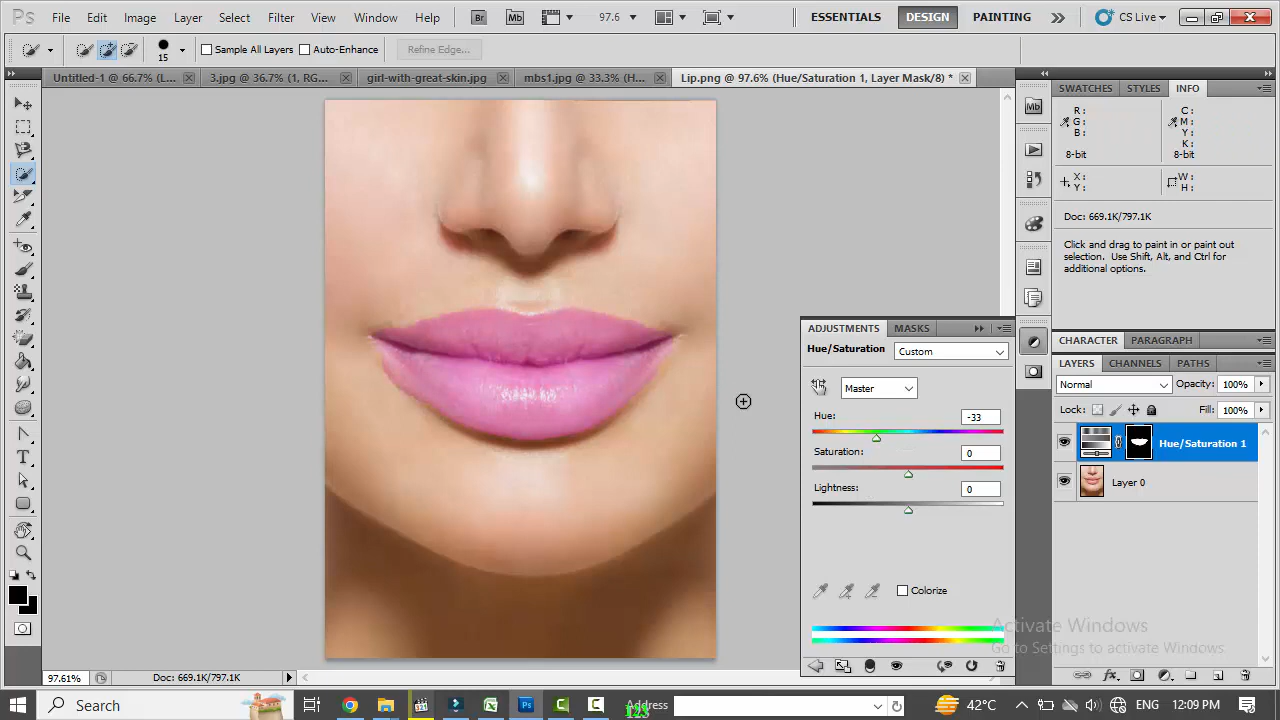 Ps File Edit Image Layer Select Filter View Window Help Br Mb 97.6 ESSENTIALS DESIGN PAINTING CS Live
15 Sample All Layers Auto-Enhance Refine Edge...
Untitled-1 @ 66.7% (L... 3.jpg @ 36.7% (1, RG... girl-with-great-skin.jpg mbs1.jpg @ 33.3% (H... Lip.png @ 97.6% (Hue/Saturation 1, Layer Mask/8) *
SWATCHES STYLES INFO
Mb
R: C:
G: M:
B: Y:
K:
8-bit 8-bit
X: W:
Y: H:
Doc: 669.1K/797.1K
Click and drag to paint in or paint out
selection. Use Shift, Alt, and Ctrl for
additional options.
ADJUSTMENTS MASKS
Hue/Saturation Custom
Master
Hue: -33
Saturation: 0
Lightness: 0
Colorize
CHARACTER PARAGRAPH
LAYERS CHANNELS PATHS
Normal Opacity: 100%
Lock: Fill: 100%
Hue/Saturation 1
Layer 0
Activate Windows
Go to Settings to activate Windows.
97.61% Doc: 669.1K/797.1K
Search Address 123 42°C ENG 12:09 PM